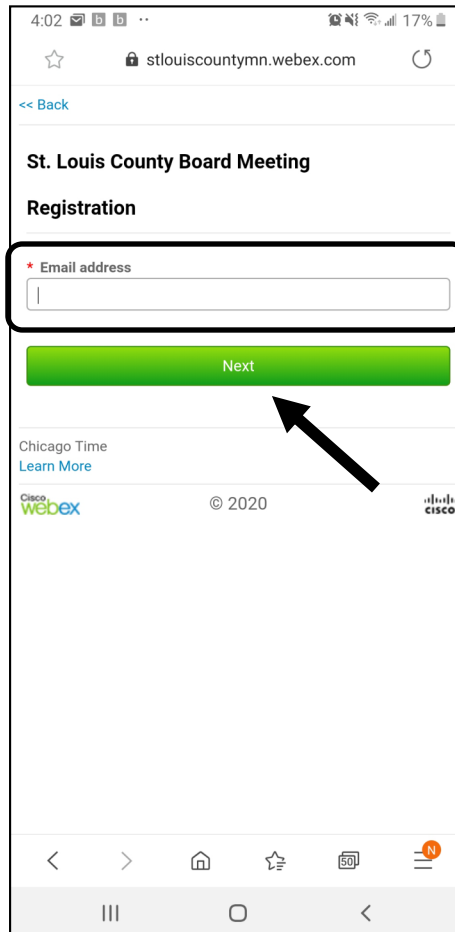 4:02 b b
17%
stlouiscountymn.webex.com
<< Back
St. Louis County Board Meeting
Registration
* Email address
Next
Chicago Time
Learn More
Cisco
webex © 2020 cisco
50 N